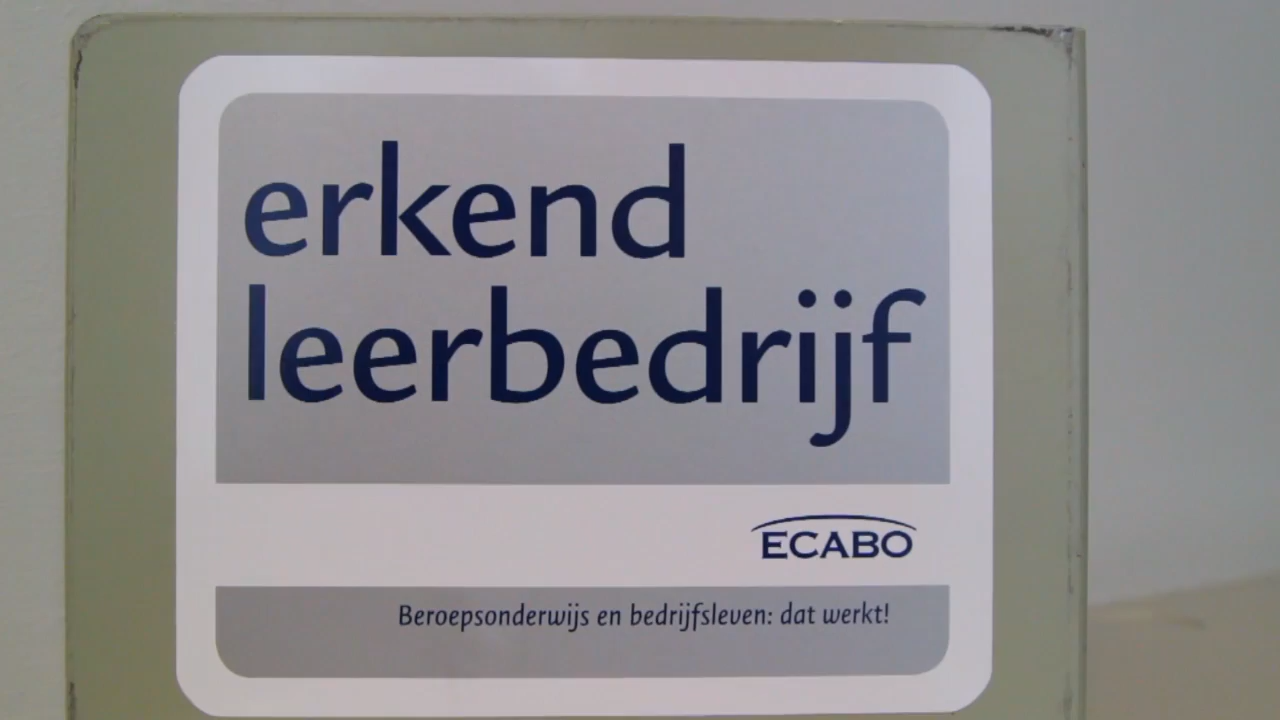 erkend
leerbedrijf
ECABO
Beroepsonderwijs en bedrijfsleven: dat werkt!